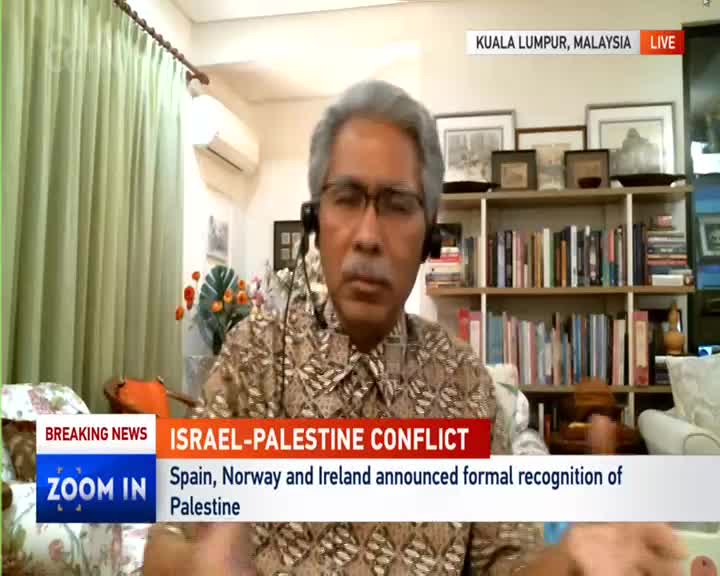 KUALA LUMPUR, MALAYSIA LIVE
BREAKING NEWS
ISRAEL-PALESTINE CONFLICT
ZOOM IN
Spain, Norway and Ireland announced formal recognition of
Palestine